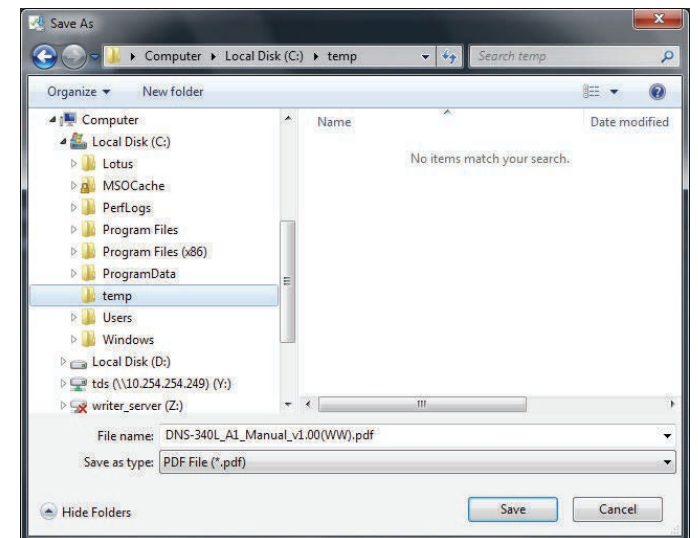 Save As
Computer Local Disk (C:) temp Search temp
Organize New folder
Name Date modified
No items match your search.
Computer
Local Disk (C:)
Lotus
MSOCache
PerfLogs
Program Files
Program Files (x86)
ProgramData
temp
Users
Windows
Local Disk (D:)
tds (\\10.254.254.249) (Y:)
writer_server (Z:)
File name: DNS-340L_A1_Manual_v1.00(WW).pdf
Save as type: PDF File (*.pdf)
Hide Folders Save Cancel